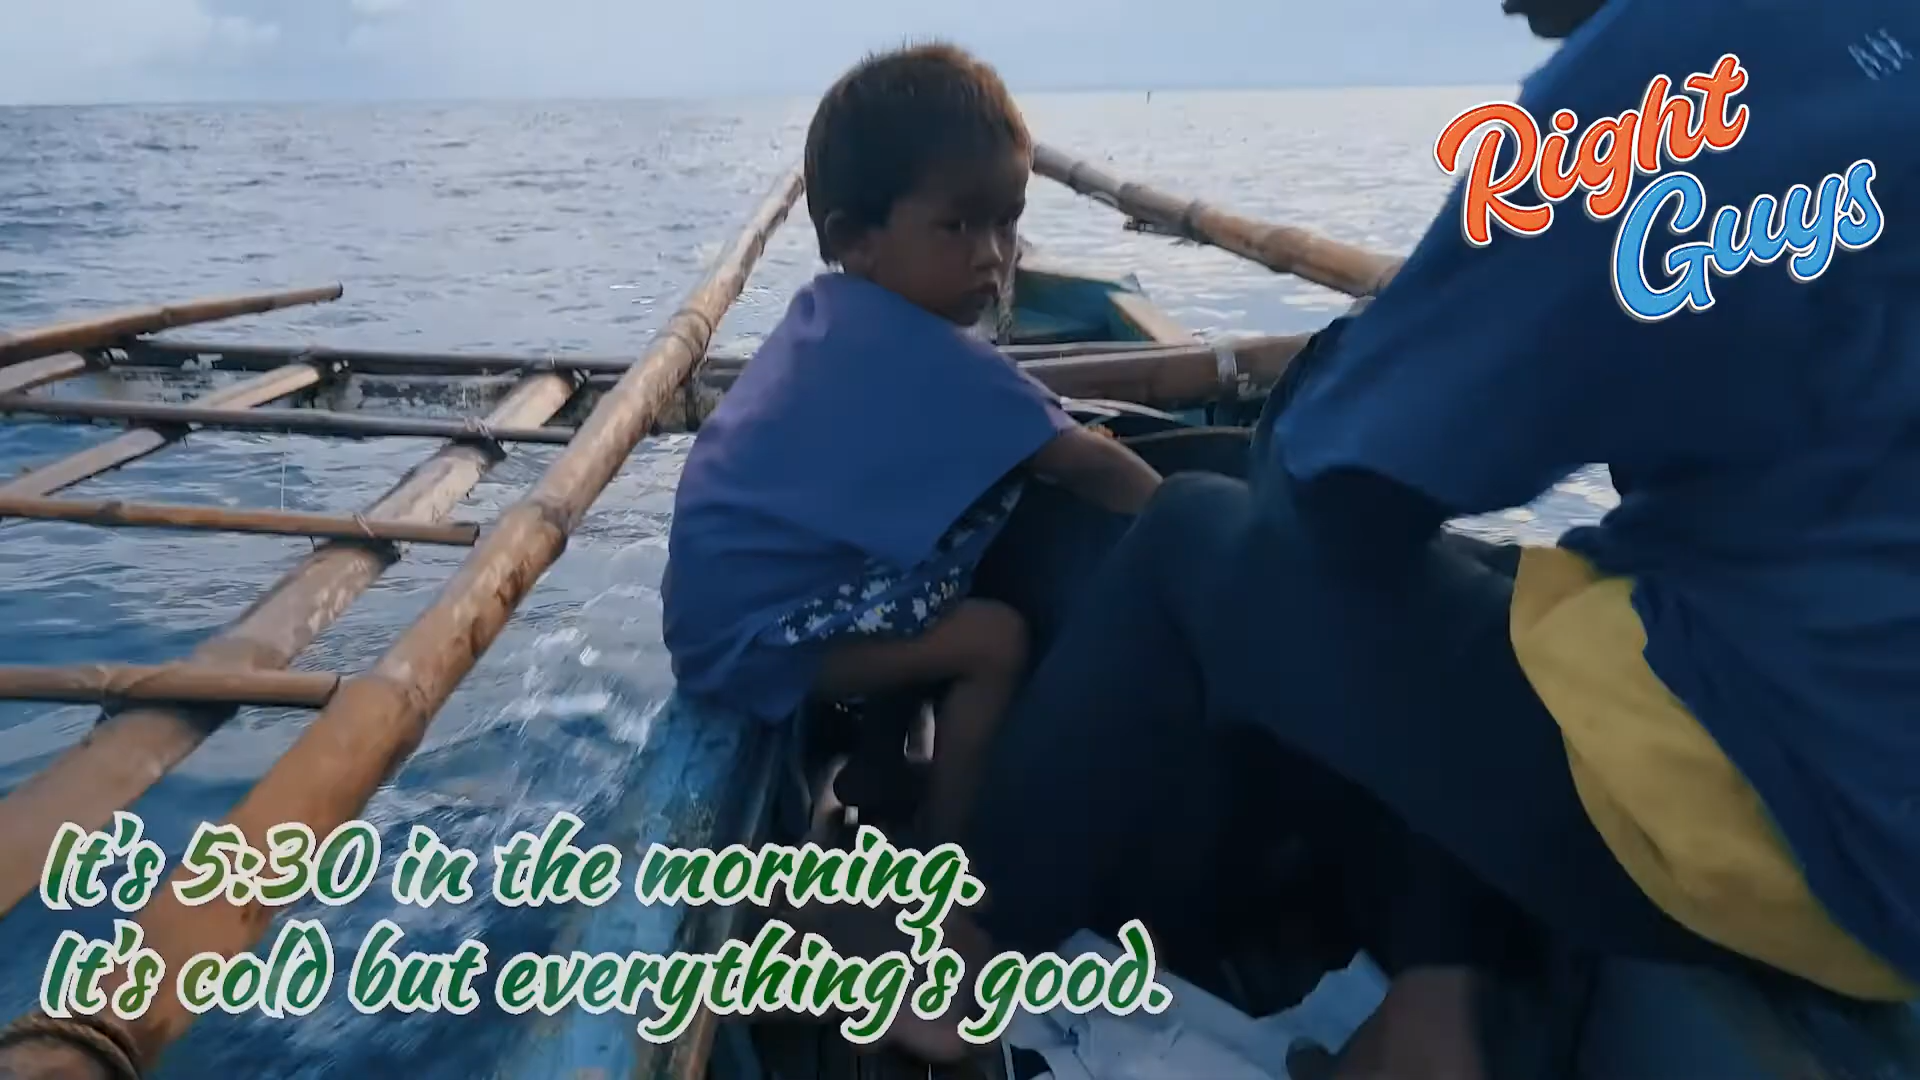 Right
Guys
It's 5:30 in the morning.
It's cold but everything's good.